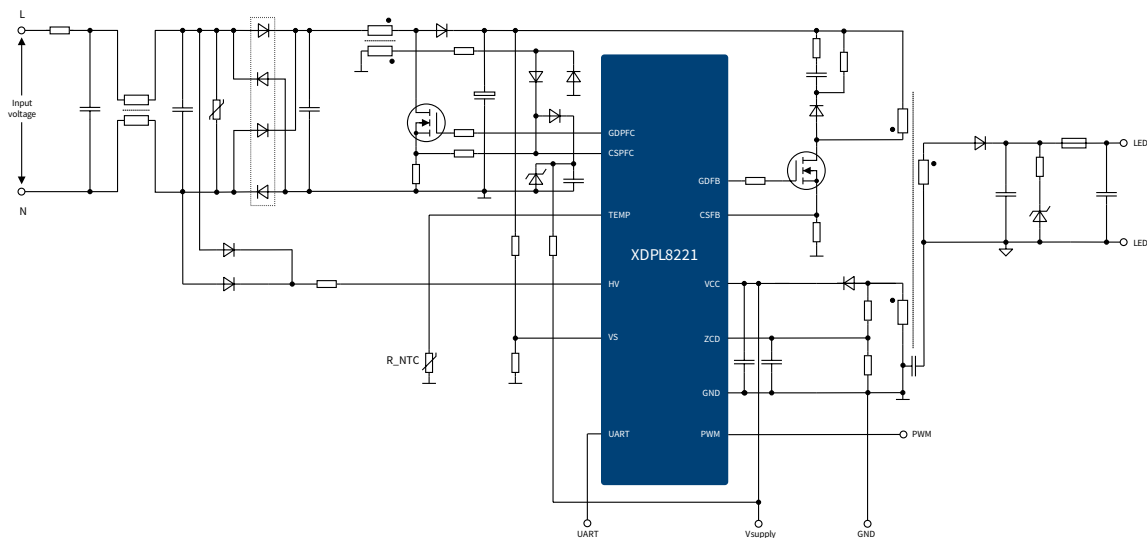 L
Input
voltage
N
GDPFC
CSPFC
TEMP
HV
VS
UART
XDPL8221
GDFB
CSFB
VCC
ZCD
GND
PWM
R_NTC
LED
LED
PWM
UART
Vsupply
GND